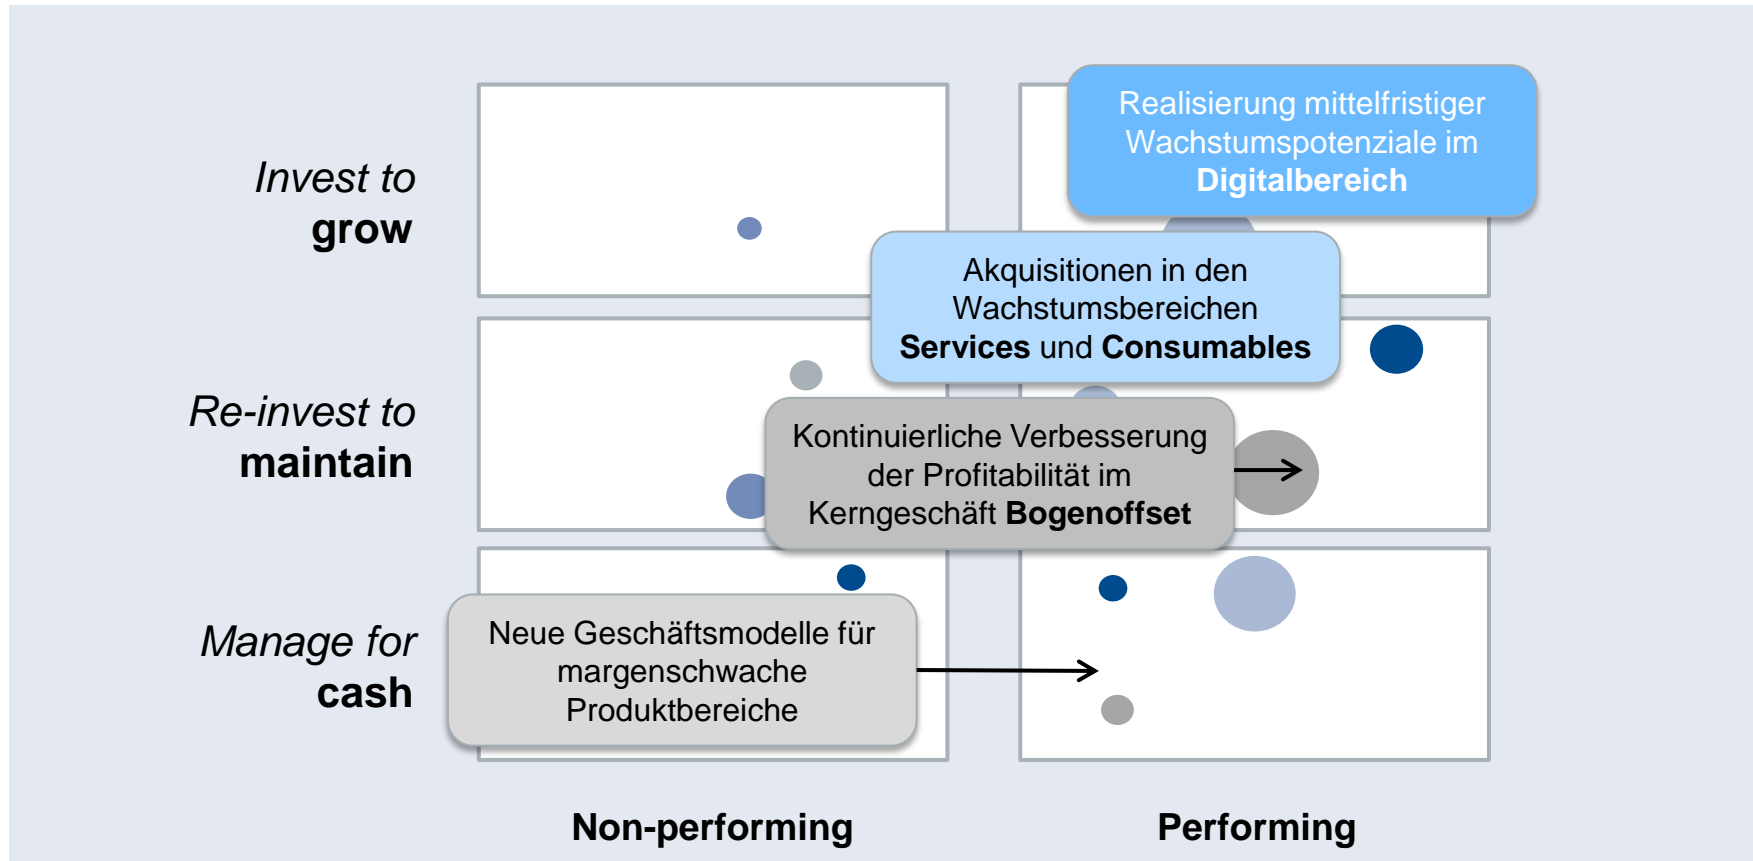 Realisierung mittelfristiger
Wachstumspotenziale im
Digitalbereich
Invest to
grow
Akquisitionen in den
Wachstumsbereichen
Services und Consumables
Re-invest to
maintain
Kontinuierliche Verbesserung
der Profitabilität im
Kerngeschäft Bogenoffset
Manage for
cash
Neue Geschäftsmodelle für
margenschwache
Produktbereiche
Non-performing
Performing